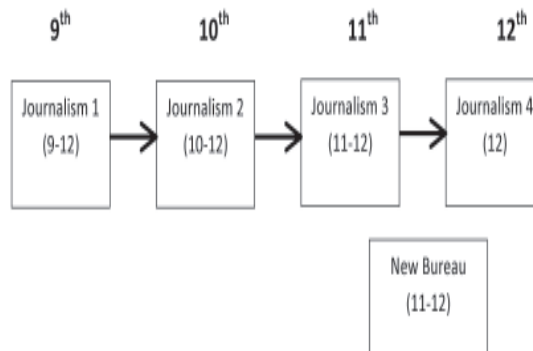 9th 10th 11th 12th
Journalism 1 Journalism 2 Journalism 3 Journalism 4
(9-12) (10-12) (11-12) (12)
New Bureau
(11-12)